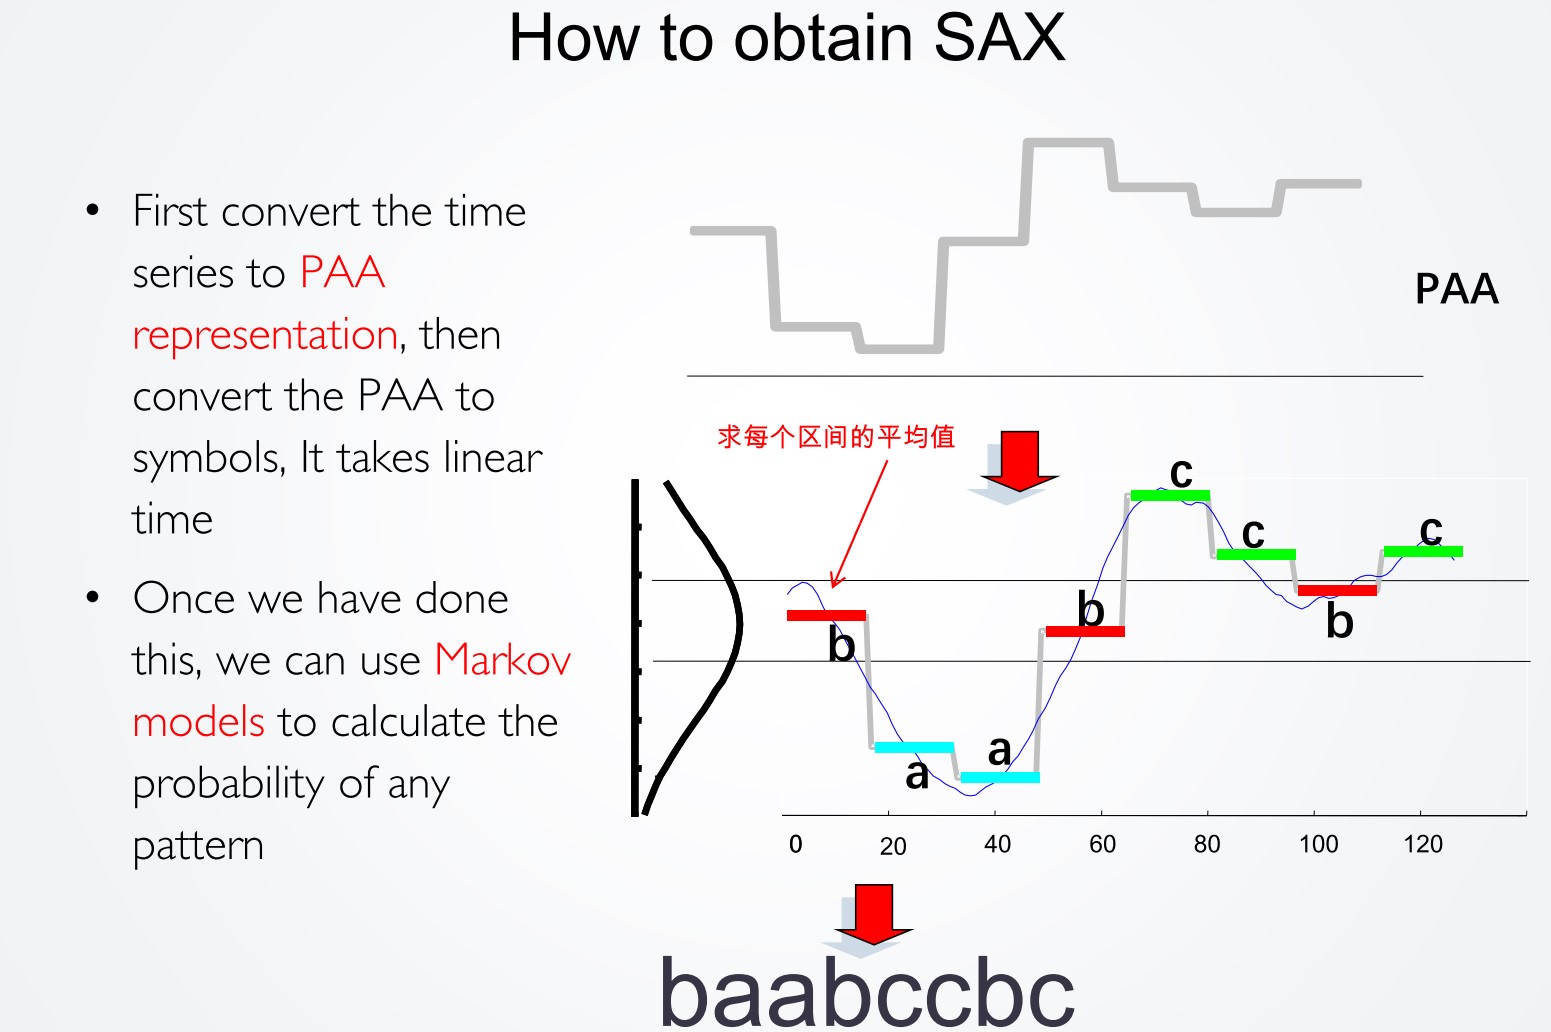 How to obtain SAX
• First convert the time
series to PAA
representation, then
convert the PAA to
symbols, It takes linear
time
• Once we have done
this, we can use Markov
models to calculate the
probability of any
pattern
PAA
求每个区间的平均值
c
c
c
b
b
b
a
a
0 20 40 60 80 100 120
baabccbc